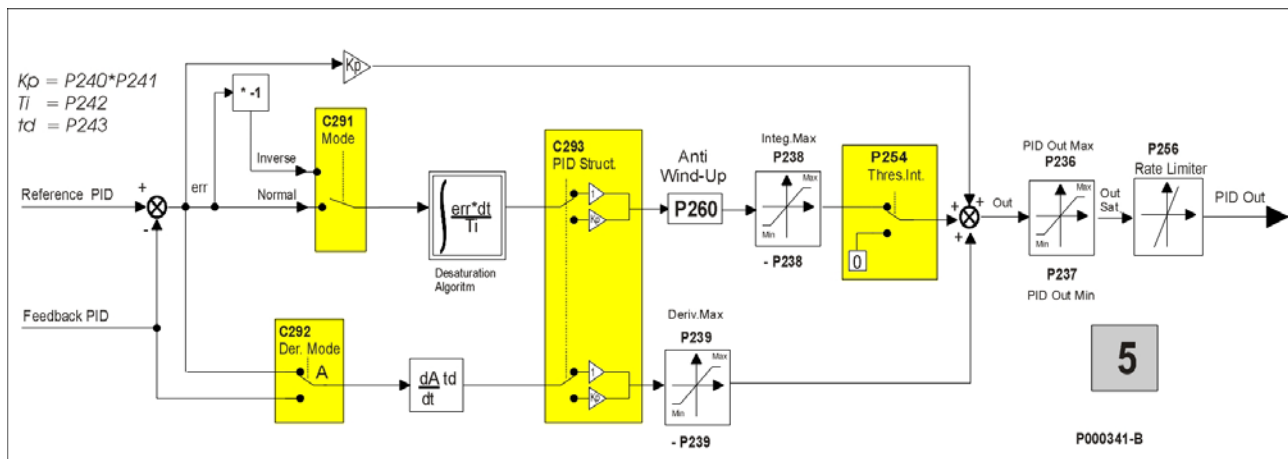 Kp = P240*P241
Ti = P242
td = P243
Kp
* -1
C291
Mode
Inverse
Normal
Reference PID
+
-
err
err*dt
Ti
Desaturation
Algoritm
C293
PID Struct.
1
Kp
Anti
Wind-Up
P260
Integ.Max
P238
Max
Min
- P238
P254
Thres.Int.
0
+
+
+
Out
PID Out Max
P236
Max
Min
P237
PID Out Min
Out
Sat
P256
Rate Limiter
PID Out
Feedback PID
C292
Der. Mode
A
dA
dt
td
1
Kp
Deriv.Max
P239
Max
Min
- P239
5
P000341-B